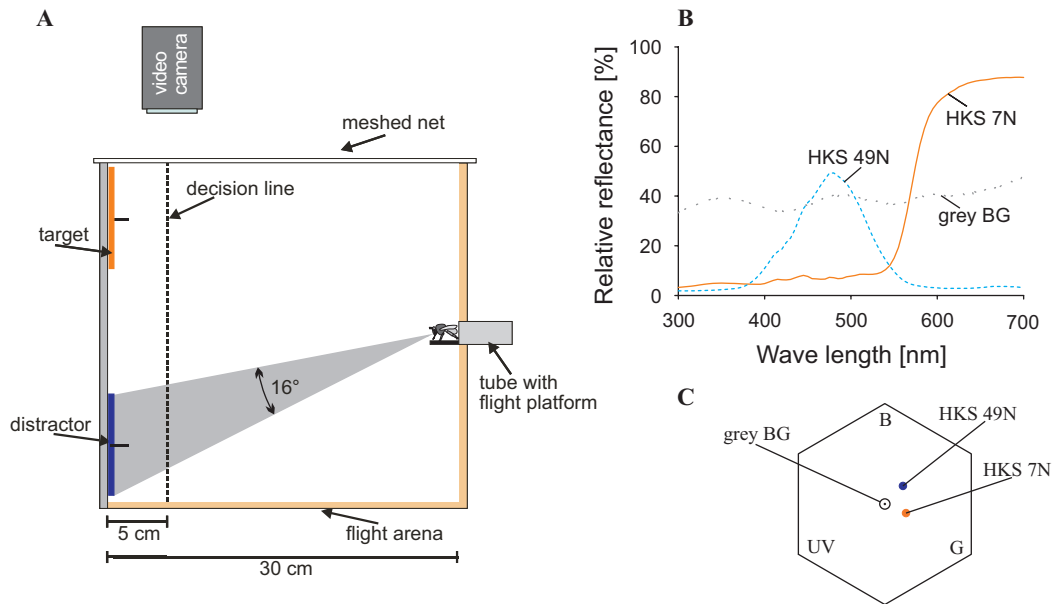 A
video
camera
meshed net
decision line
target
16°
tube with
flight platform
distractor
5 cm
flight arena
30 cm
B
Relative reflectance [%]
100
80
60
40
20
0
HKS 7N
HKS 49N
grey BG
300
400
500
600
700
Wave length [nm]
C
B
HKS 49N
grey BG
HKS 7N
UV
G